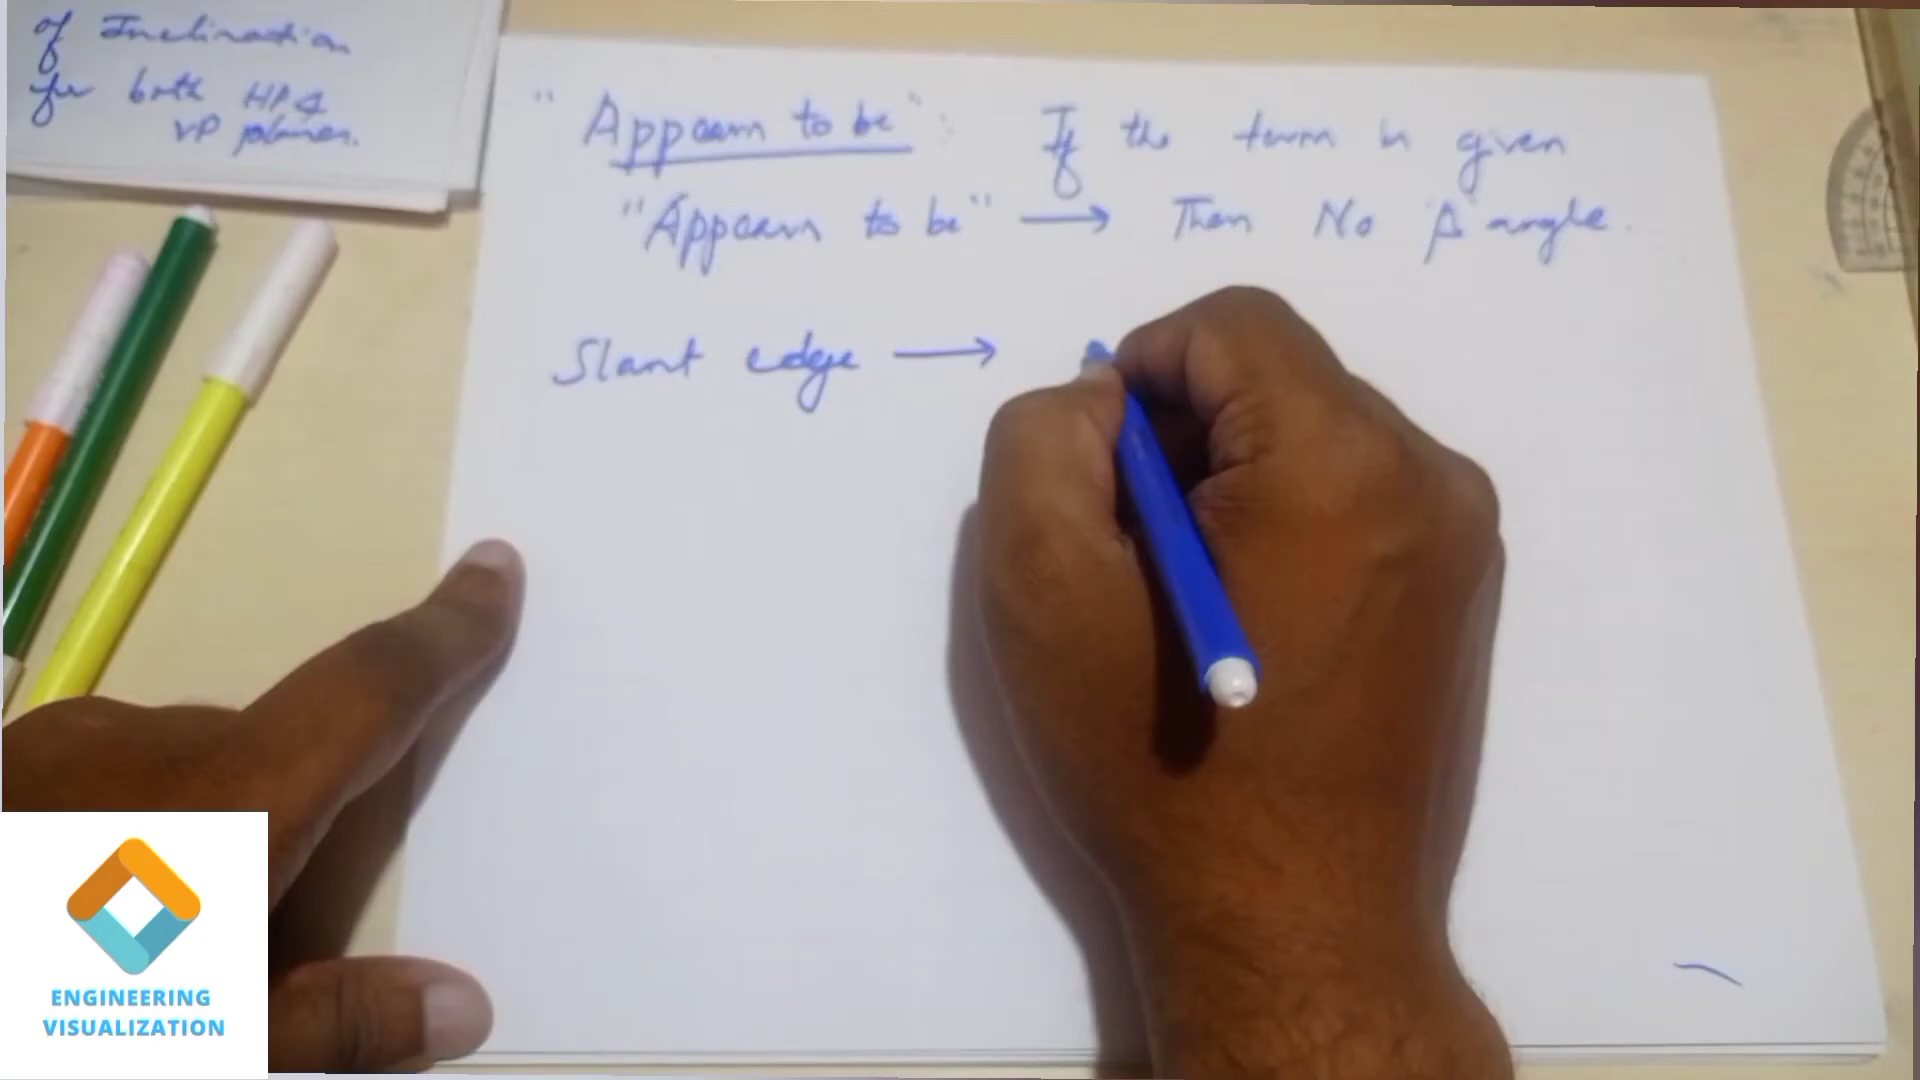 of Inclination
for both HP &
VP planes.
"Appears to be": If the term is given
"Appears to be" → Then No β angle.
Slant edge →
ENGINEERING
VISUALIZATION